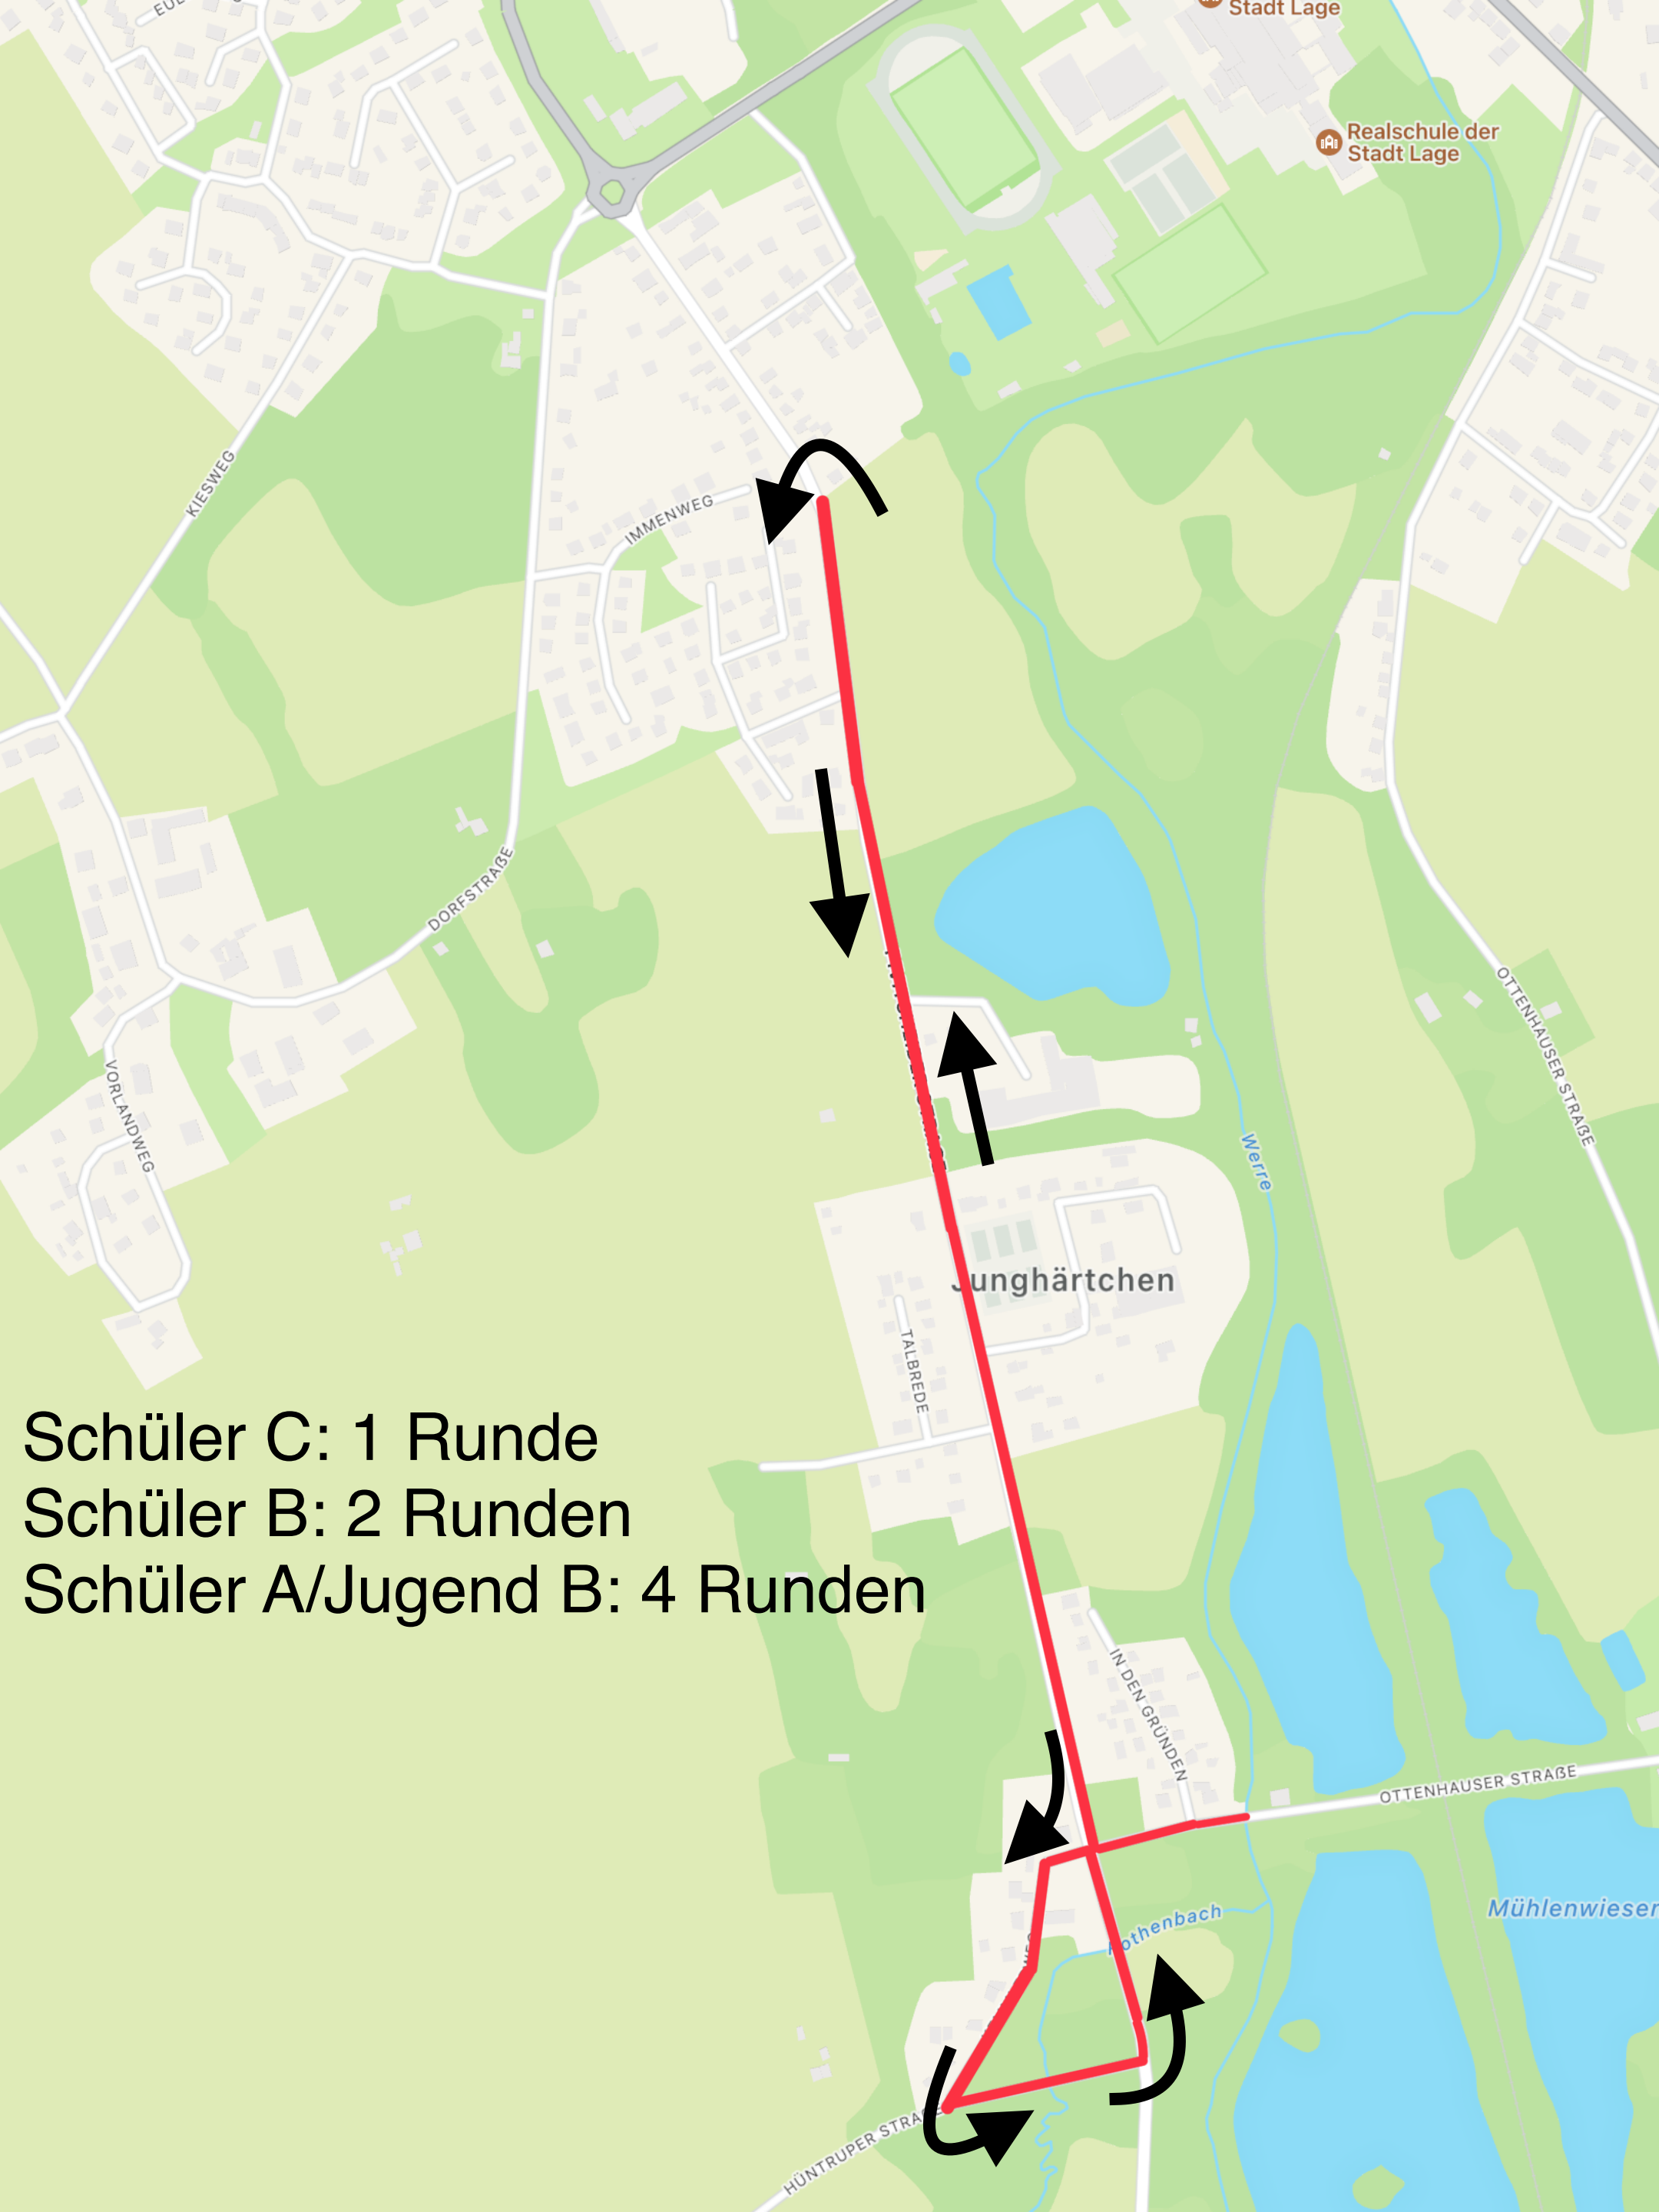 Stadt Lage
Realschule der
Stadt Lage
KIESWEG
IMMENWEG
DORFSTRAßE
OTTENHAUSER STRAßE
VORLANDWEG
Werre
Junghärtchen
TALBREDE
Schüler C: 1 Runde
Schüler B: 2 Runden
Schüler A/Jugend B: 4 Runden
IN DEN GRÜNDEN
OTTENHAUSER STRAßE
Mühlenwiesen
Rothenbach
HÜNTRUPER